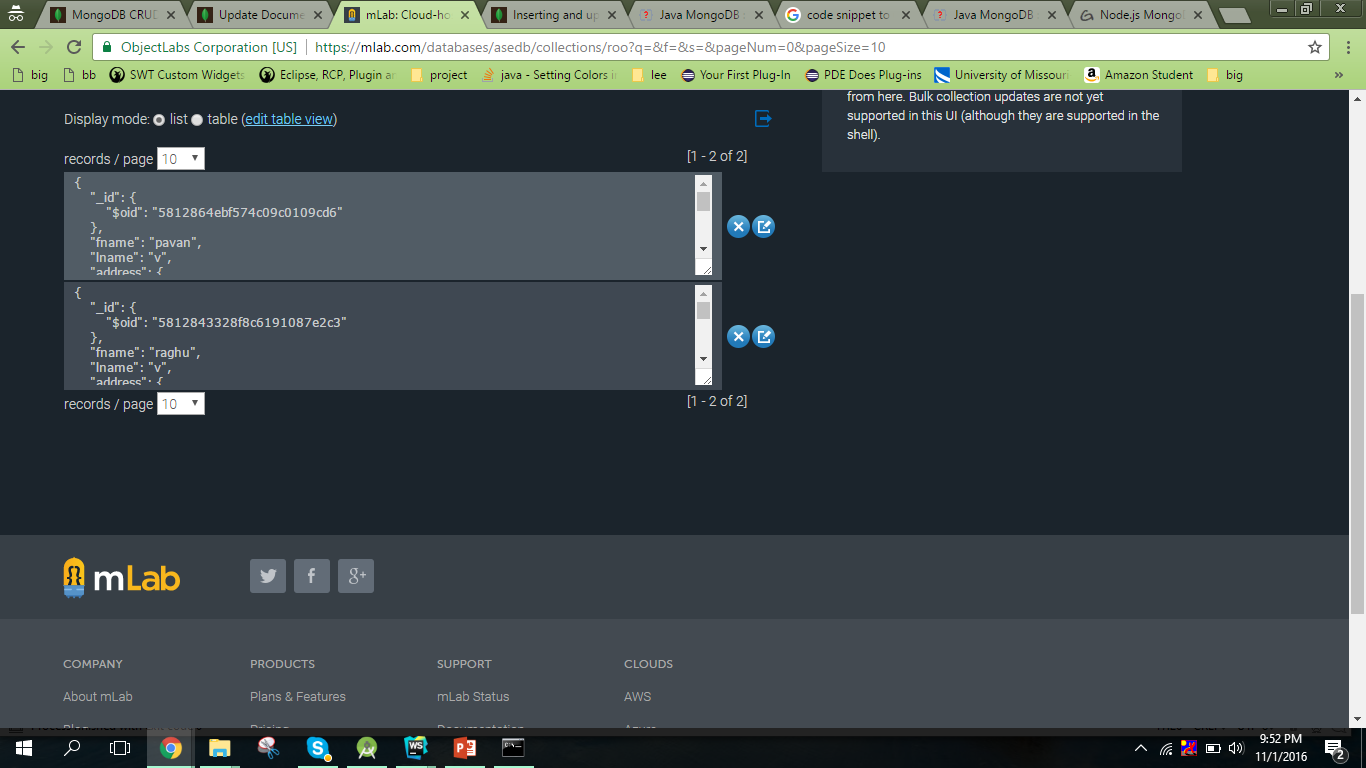 MongoDB CRUD
Update Docume
mLab: Cloud-ho
Inserting and up
Java MongoDB
code snippet to
Java MongoDB
Node.js Mongo
ObjectLabs Corporation [US]
https://mlab.com/databases/asedb/collections/roo?q=&f=&s=&pageNum=0&pageSize=10
big
bb
SWT Custom Widgets
Eclipse, RCP, Plugin ar
project
java - Setting Colors i
lee
Your First Plug-In
PDE Does Plug-ins
University of Missouri
Amazon Student
big
»
from here. Bulk collection updates are not yet
supported in this UI (although they are supported in the
shell).
Display mode: list table (edit table view)
records / page 10
[1 - 2 of 2]
{
"_id": {
"$oid": "5812864ebf574c09c0109cd6"
},
"fname": "pavan",
"lname": "v",
"address": {
{
"_id": {
"$oid": "5812843328f8c6191087e2c3"
},
"fname": "raghu",
"lname": "v",
"address": {
records / page 10
[1 - 2 of 2]
mLab
COMPANY
PRODUCTS
SUPPORT
CLOUDS
About mLab
Plans & Features
mLab Status
AWS
Blog
Pricing
Documentation
Azure
9:52 PM
11/1/2016
2